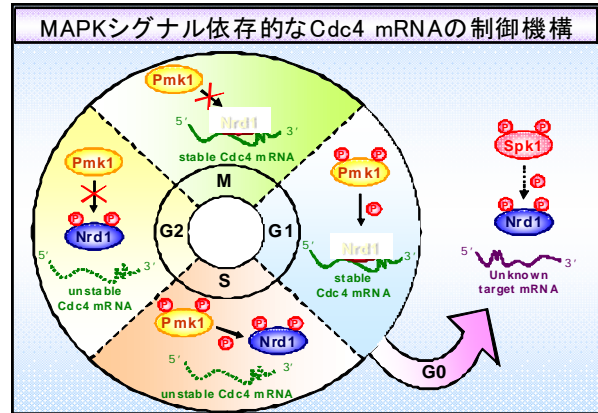 MAPKシグナル依存的なCdc4 mRNAの制御機構
Pmk1
Nrd1
5′ 3′
stable Cdc4 mRNA
M
Pmk1
P P
Nrd1
5′ 3′
unstable
Cdc4 mRNA
G2
P P
Pmk1
P
Nrd1
5′ 3′
stable
Cdc4 mRNA
G1
S
P P
Pmk1
P
P P
Nrd1
5′ 3′
unstable Cdc4 mRNA
G0
P P
Spk1
P
P P
Nrd1
5′ 3′
Unknown
target mRNA